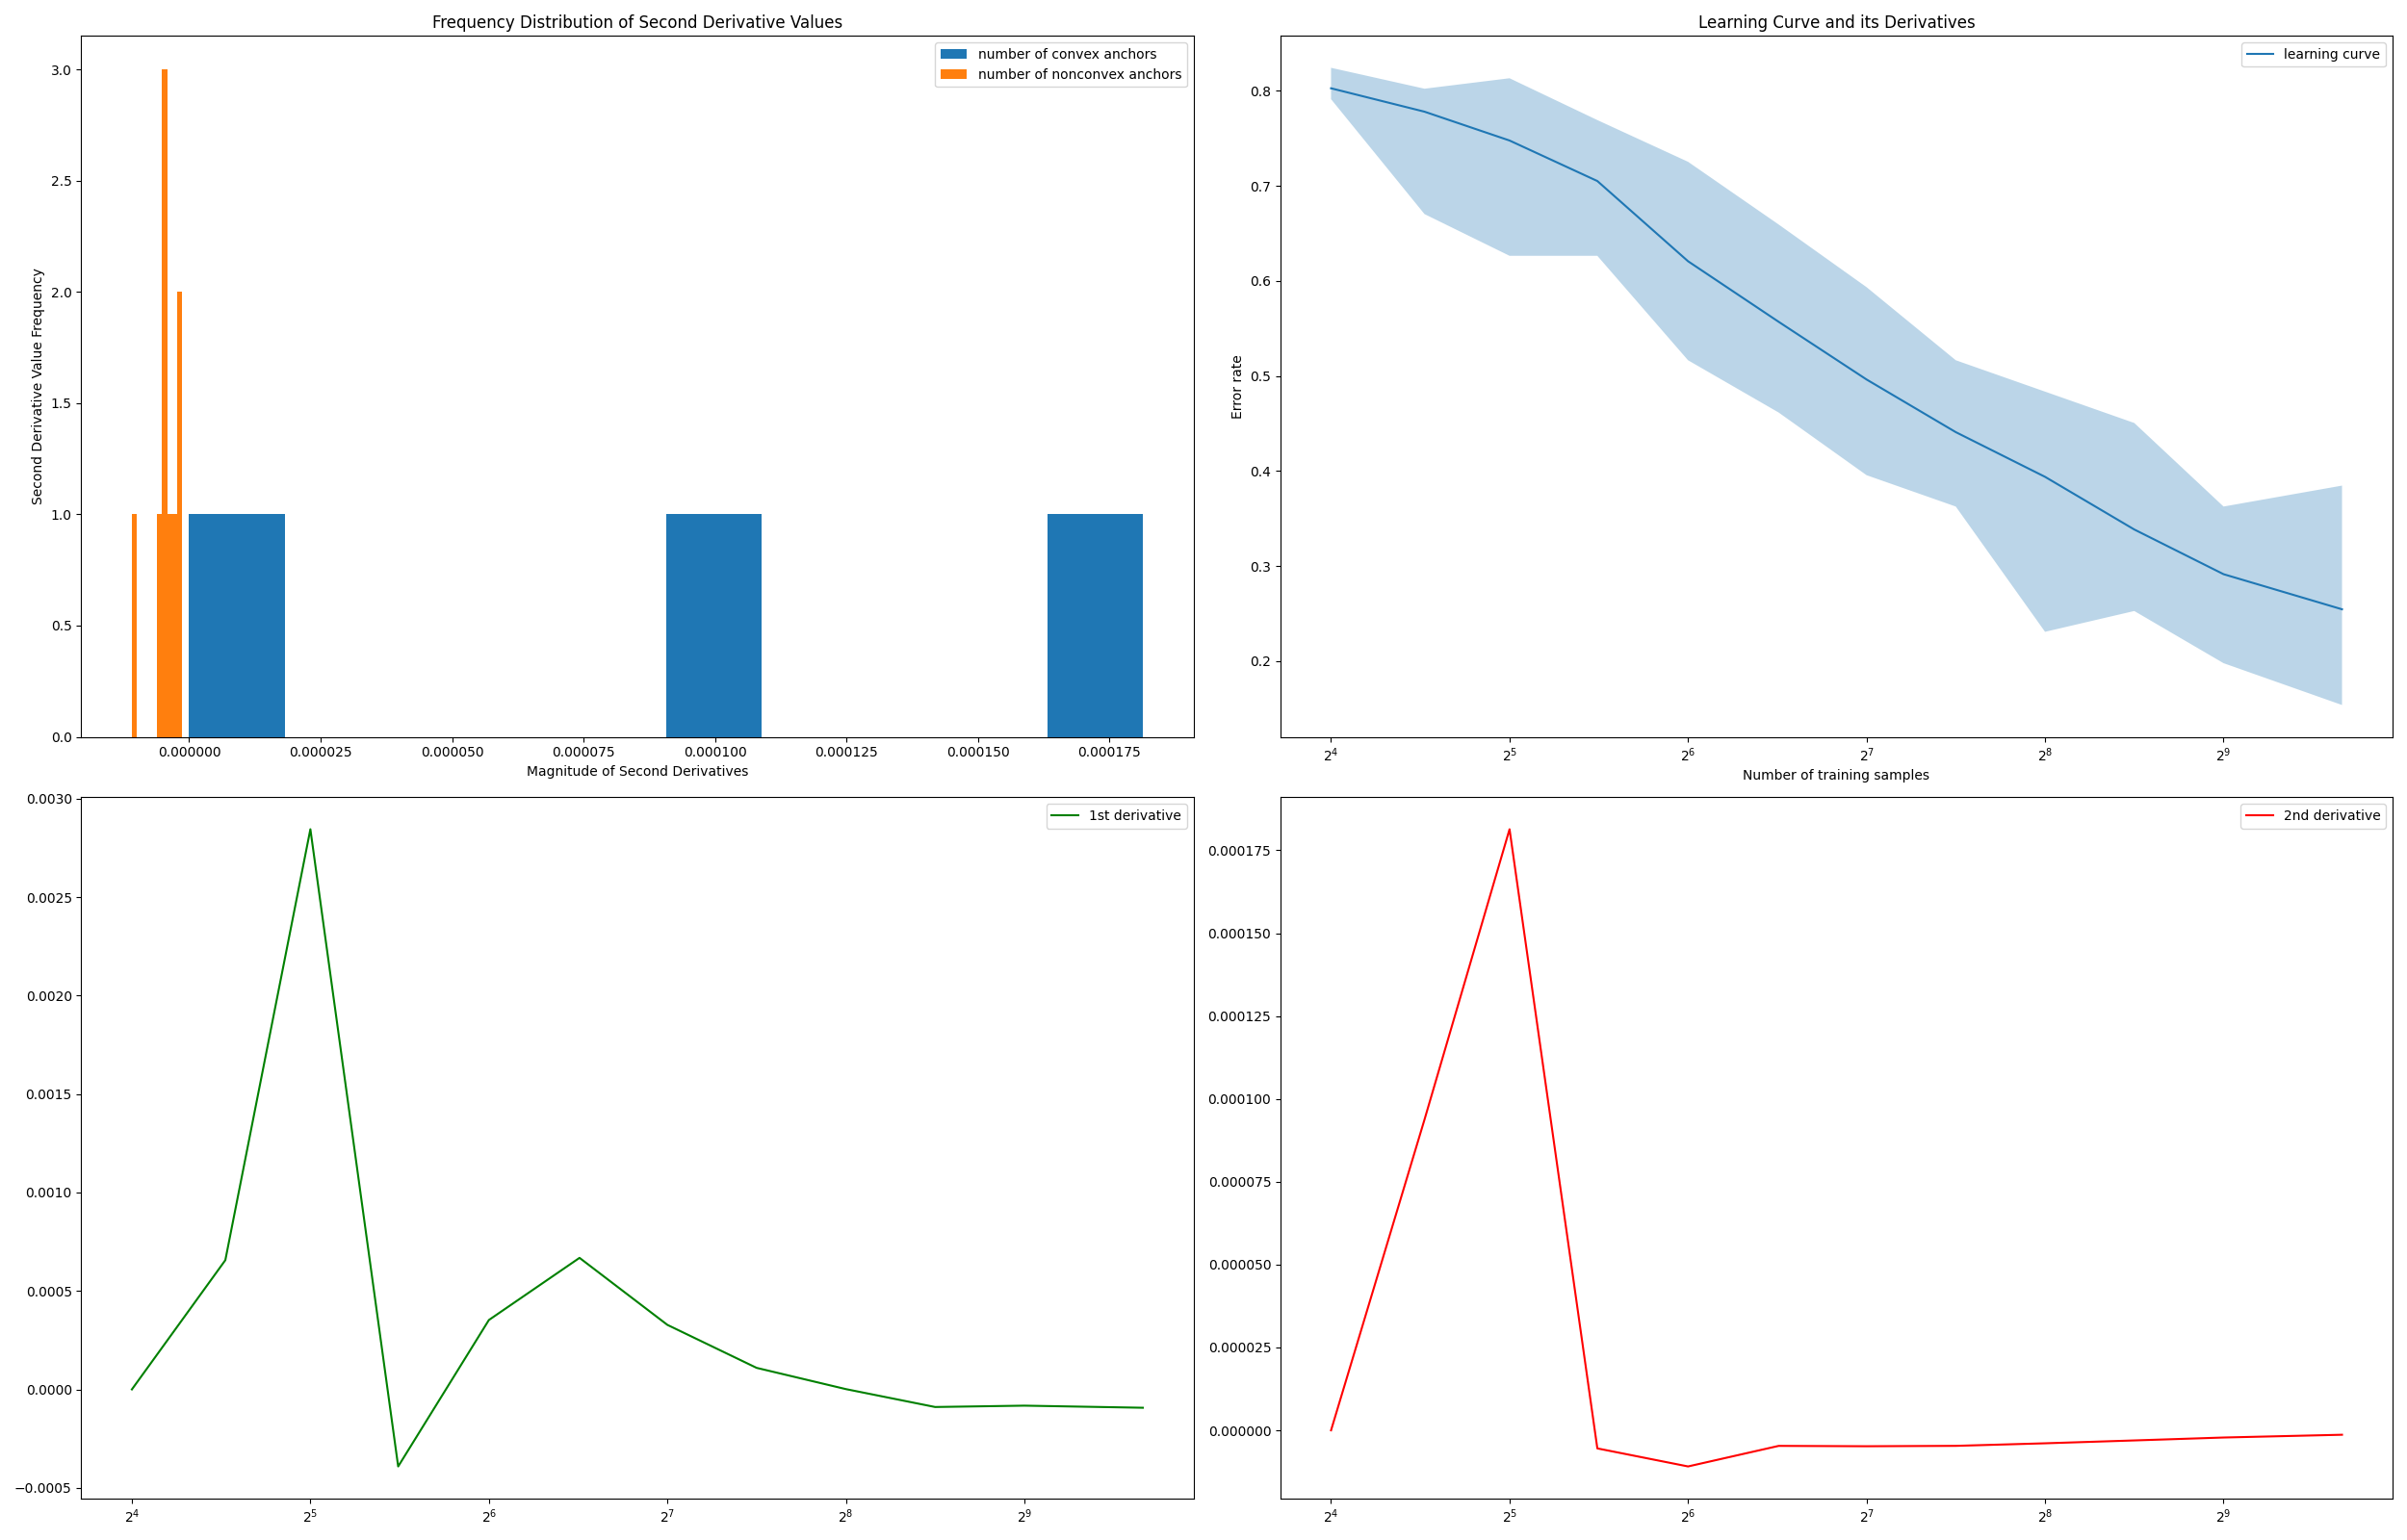 Frequency Distribution of Second Derivative Values
number of convex anchors
number of nonconvex anchors
3.0
2.5
2.0
1.5
1.0
0.5
0.0
Second Derivative Value Frequency
0.000000 0.000025 0.000050 0.000075 0.000100 0.000125 0.000150 0.000175
Magnitude of Second Derivatives
Learning Curve and its Derivatives
learning curve
0.8
0.7
0.6
0.5
0.4
0.3
0.2
Error rate
2⁴ 2⁵ 2⁶ 2⁷ 2⁸ 2⁹
Number of training samples
1st derivative
0.0030
0.0025
0.0020
0.0015
0.0010
0.0005
0.0000
−0.0005
2⁴ 2⁵ 2⁶ 2⁷ 2⁸ 2⁹
2nd derivative
0.000175
0.000150
0.000125
0.000100
0.000075
0.000050
0.000025
0.000000
2⁴ 2⁵ 2⁶ 2⁷ 2⁸ 2⁹